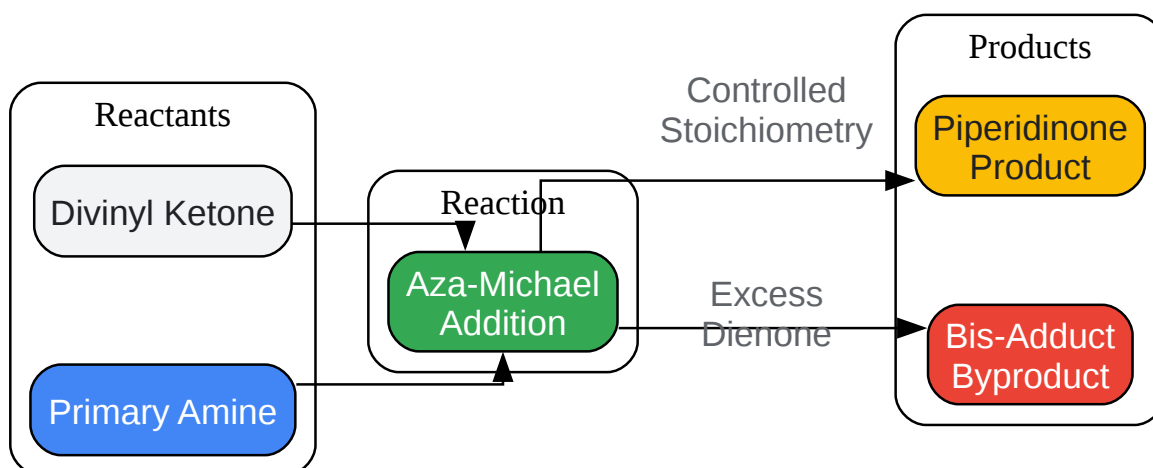 Reactants
Divinyl Ketone
Primary Amine
Reaction
Aza-Michael
Addition
Controlled
Stoichiometry
Excess
Dienone
Products
Piperidinone
Product
Bis-Adduct
Byproduct